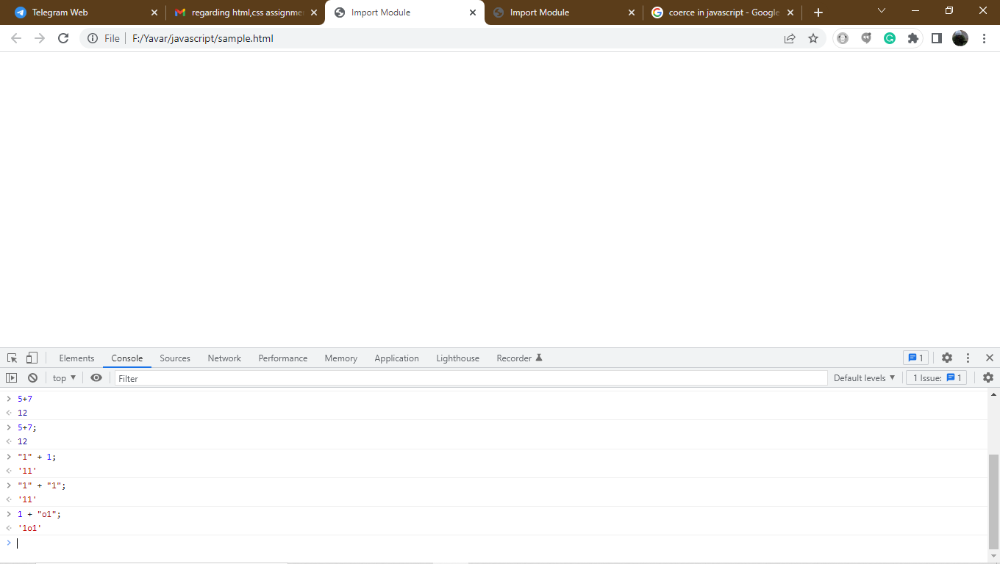 Telegram Web
regarding html,css assignme
Import Module
Import Module
coerce in javascript - Google
File
F:/Yavar/javascript/sample.html
Elements Console Sources Network Performance Memory Application Lighthouse Recorder 1
top Filter Default levels 1 Issue: 1
5+7
12
5+7;
12
"1" + 1;
'11'
"1" + "1";
'11'
1 + "o1";
'1o1'